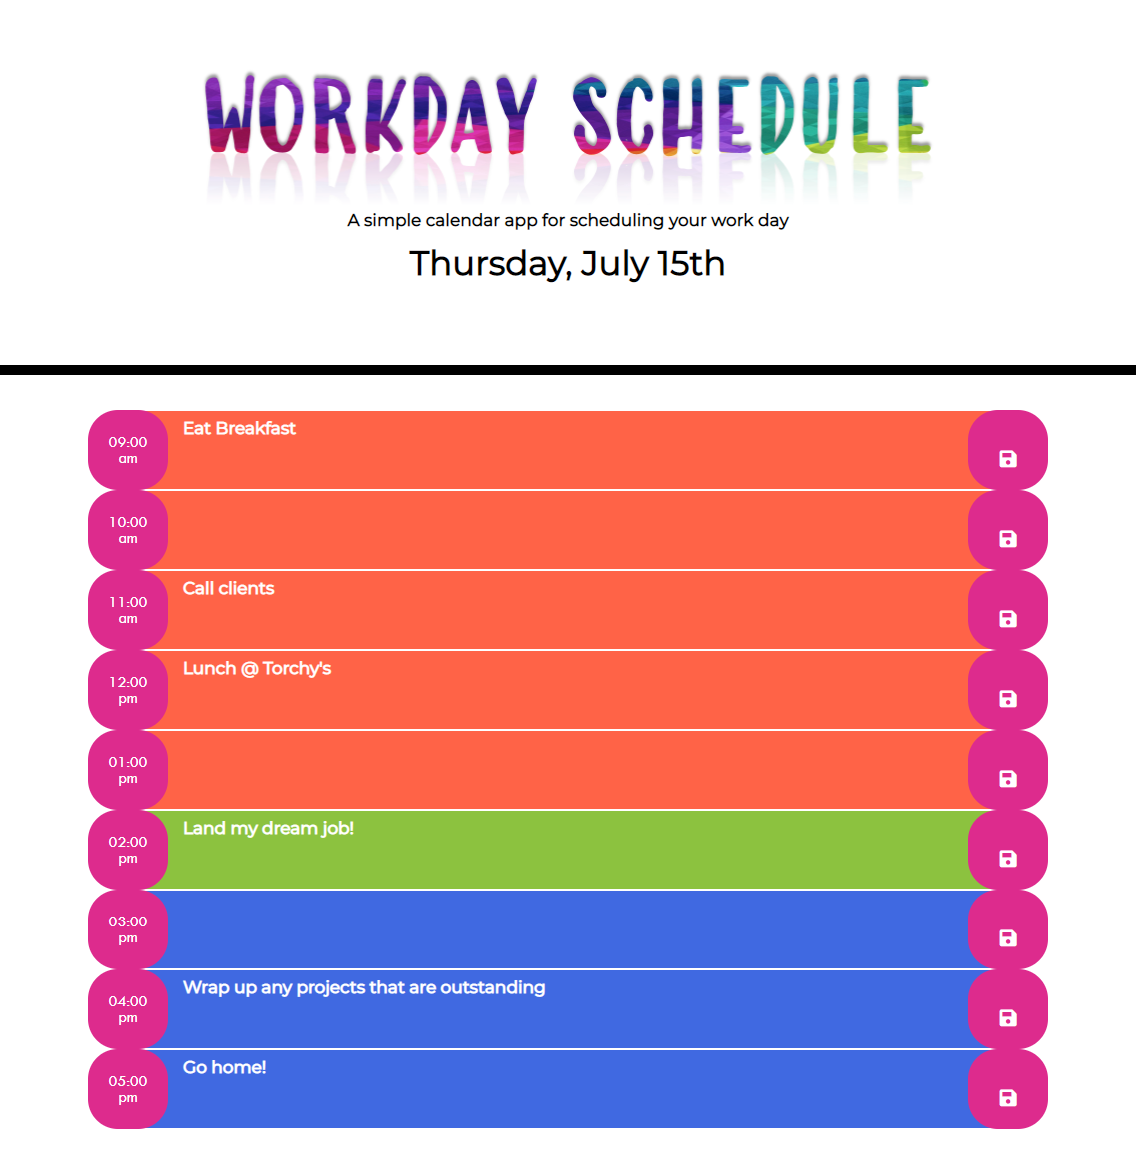 WORKDAY SCHEDULE
A simple calendar app for scheduling your work day
Thursday, July 15th
09:00
am
Eat Breakfast
10:00
am
11:00
am
Call clients
12:00
pm
Lunch @ Torchy's
01:00
pm
02:00
pm
Land my dream job!
03:00
pm
04:00
pm
Wrap up any projects that are outstanding
05:00
pm
Go home!